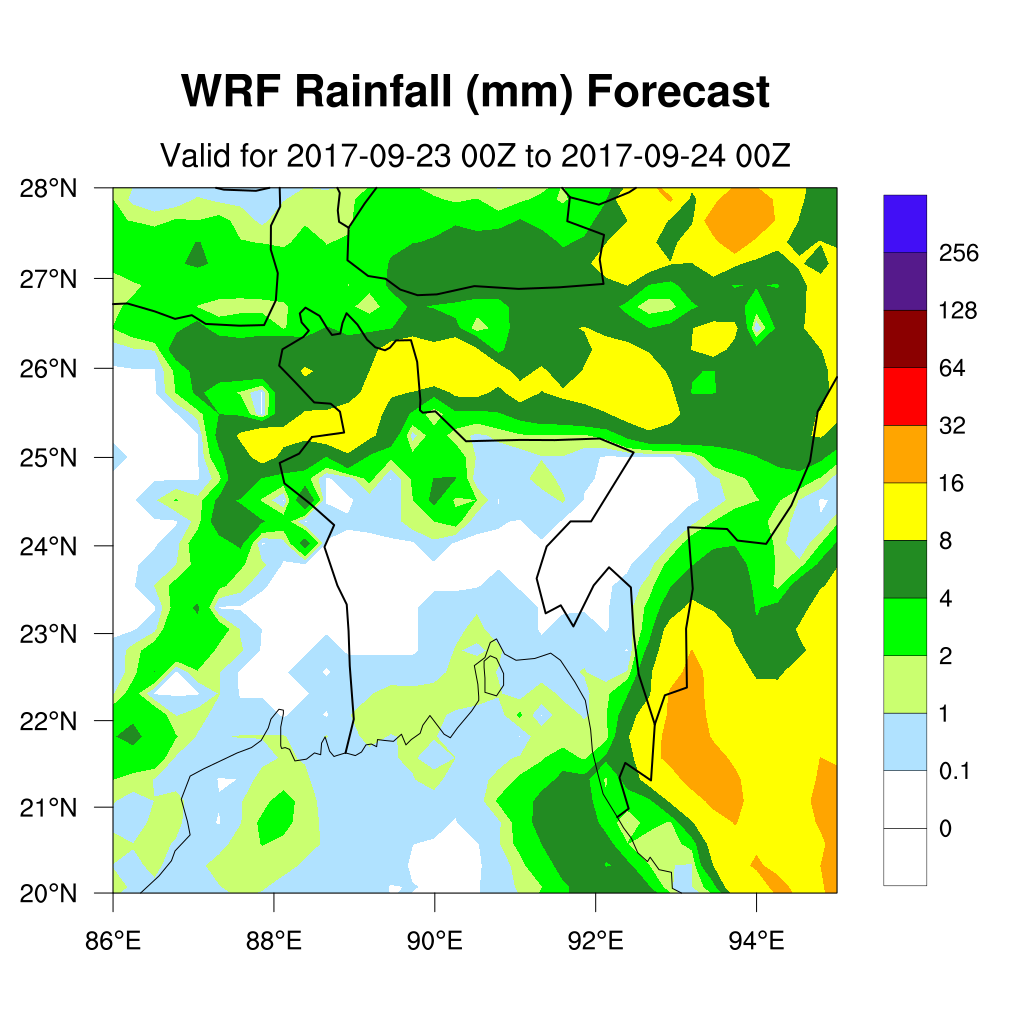 WRF Rainfall (mm) Forecast
Valid for 2017-09-23 00Z to 2017-09-24 00Z
28°N
27°N
26°N
25°N
24°N
23°N
22°N
21°N
20°N
86°E
88°E
90°E
92°E
94°E
256
128
64
32
16
8
4
2
1
0.1
0